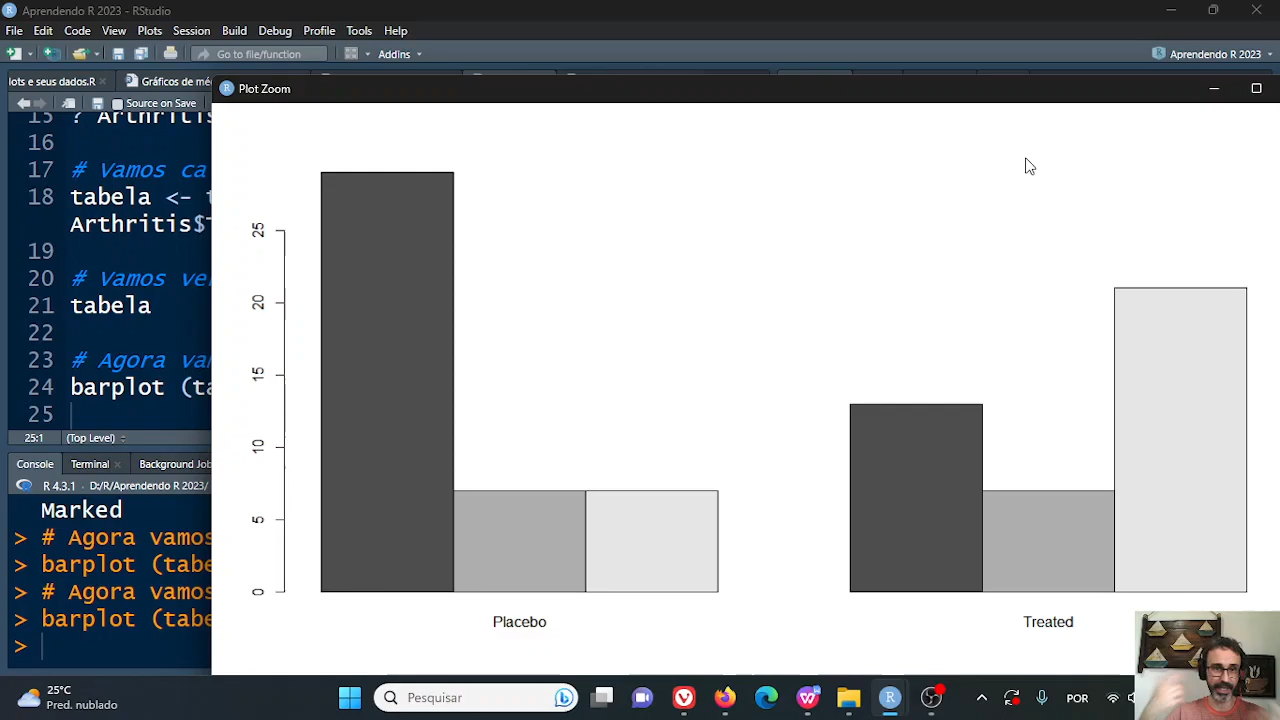 Aprendendo R 2023 - RStudio
File Edit Code View Plots Session Build Debug Profile Tools Help
Go to file/function Addins Aprendendo R 2023
lots e seus dados.R Gráficos de mé
Plot Zoom
Source on Save
15 ? Arthritis
16
17 # Vamos ca
18 tabela <-
Arthritis$
19
20 # Vamos ve
21 tabela
22
23 # Agora va
24 barplot (ta
25
25:1 (Top Level)
Console Terminal Background Job
R 4.3.1 · D:/R/Aprendendo R 2023/
Marked
> # Agora vamos
> barplot (tabe
> # Agora vamos
> barplot (tabe
>
25
20
15
10
5
0
Placebo Treated
25°C
Pred. nublado
Pesquisar
POR